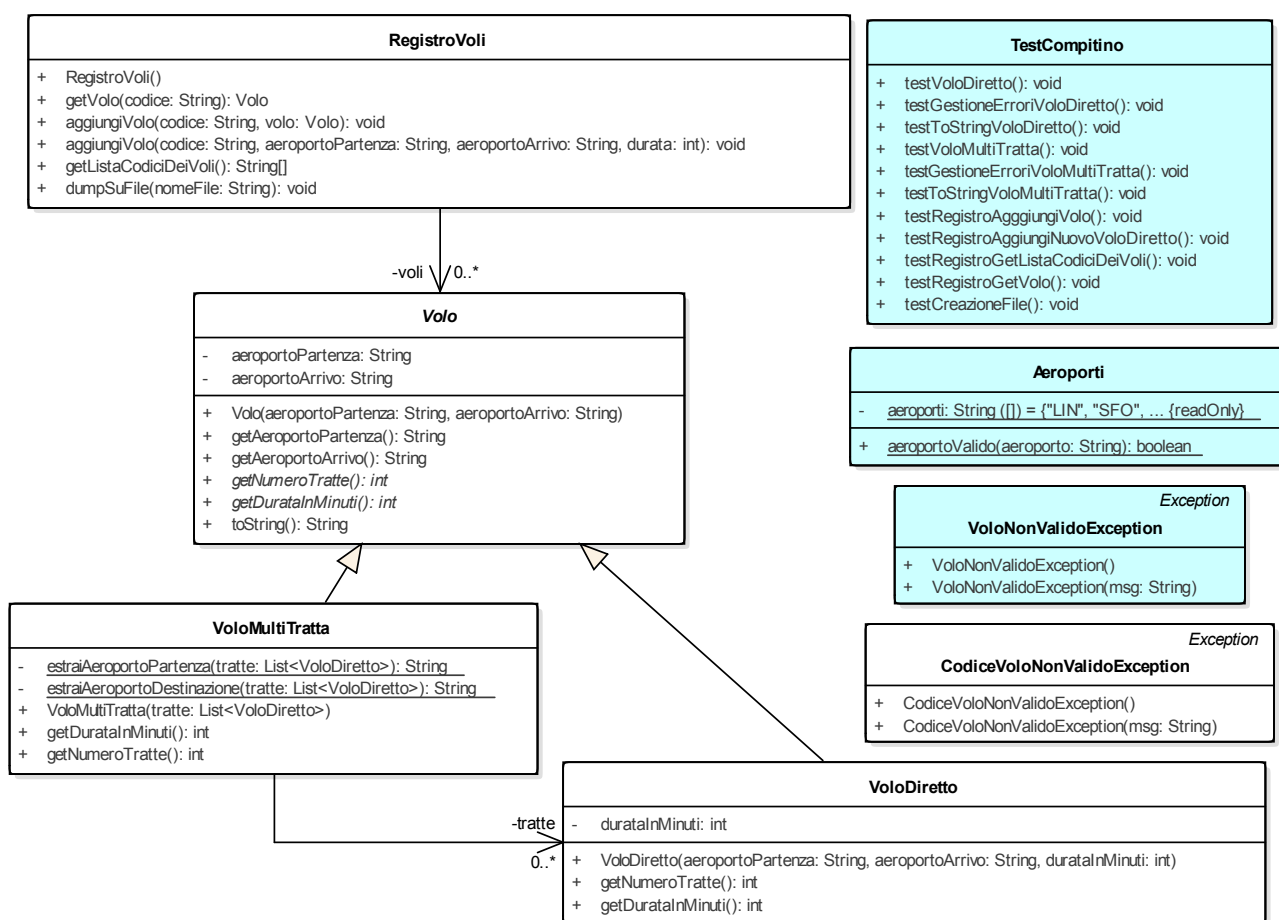 RegistroVoli
+ RegistroVoli()
+ getVolo(codice: String): Volo
+ aggiungiVolo(codice: String, volo: Volo): void
+ aggiungiVolo(codice: String, aeroportoPartenza: String, aeroportoArrivo: String, durata: int): void
+ getListaCodiciDeiVoli(): String[]
+ dumpSuFile(nomeFile: String): void
TestCompitino
+ testVoloDiretto(): void
+ testGestioneErroriVoloDiretto(): void
+ testToStringVoloDiretto(): void
+ testVoloMultiTratta(): void
+ testGestioneErroriVoloMultiTratta(): void
+ testToStringVoloMultiTratta(): void
+ testRegistroAgggiungiVolo(): void
+ testRegistroAggiungiNuovoVoloDiretto(): void
+ testRegistroGetListaCodiciDeiVoli(): void
+ testRegistroGetVolo(): void
+ testCreazioneFile(): void
-voli 0..*
Volo
- aeroportoPartenza: String
- aeroportoArrivo: String
+ Volo(aeroportoPartenza: String, aeroportoArrivo: String)
+ getAeroportoPartenza(): String
+ getAeroportoArrivo(): String
+ getNumeroTratte(): int
+ getDurataInMinuti(): int
+ toString(): String
Aeroporti
- aeroporti: String ([]) = {"LIN", "SFO", ... {readOnly}
+ aeroportoValido(aeroporto: String): boolean
Exception
VoloNonValidoException
+ VoloNonValidoException()
+ VoloNonValidoException(msg: String)
Exception
CodiceVoloNonValidoException
+ CodiceVoloNonValidoException()
+ CodiceVoloNonValidoException(msg: String)
VoloMultiTratta
- estraiAeroportoPartenza(tratte: List<VoloDiretto>): String
- estraiAeroportoDestinazione(tratte: List<VoloDiretto>): String
+ VoloMultiTratta(tratte: List<VoloDiretto>)
+ getDurataInMinuti(): int
+ getNumeroTratte(): int
-tratte
0..*
VoloDiretto
- durataInMinuti: int
+ VoloDiretto(aeroportoPartenza: String, aeroportoArrivo: String, durataInMinuti: int)
+ getNumeroTratte(): int
+ getDurataInMinuti(): int